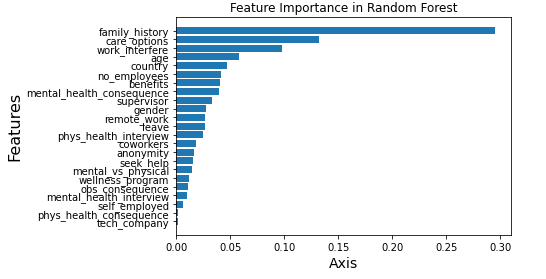 Feature Importance in Random Forest
family_history
care_options
work_interfere
age
country
no_employees
benefits
mental_health_consequence
supervisor
gender
remote_work
leave
phys_health_interview
coworkers
anonymity
seek_help
mental_vs_physical
wellness_program
obs_consequence
mental_health_interview
self_employed
phys_health_consequence
tech_company
Features
0.00 0.05 0.10 0.15 0.20 0.25 0.30
Axis